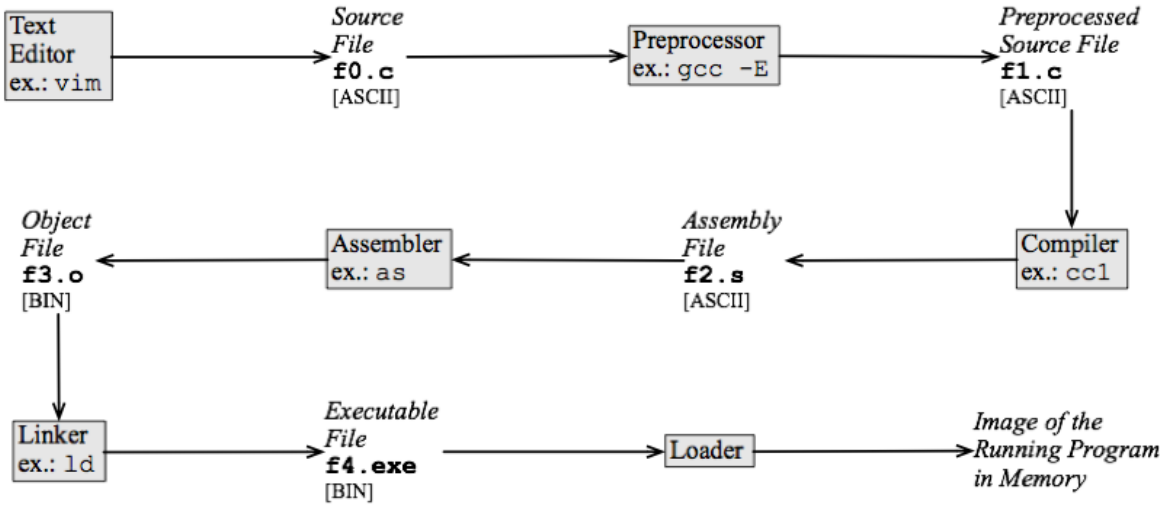 Text
Editor
ex.: vim
Source
File
f0.c
[ASCII]
Preprocessor
ex.: gcc -E
Preprocessed
Source File
f1.c
[ASCII]
Object
File
f3.o
[BIN]
Assembler
ex.: as
Assembly
File
f2.s
[ASCII]
Compiler
ex.: cc1
Linker
ex.: ld
Executable
File
f4.exe
[BIN]
Loader
Image of the
Running Program
in Memory